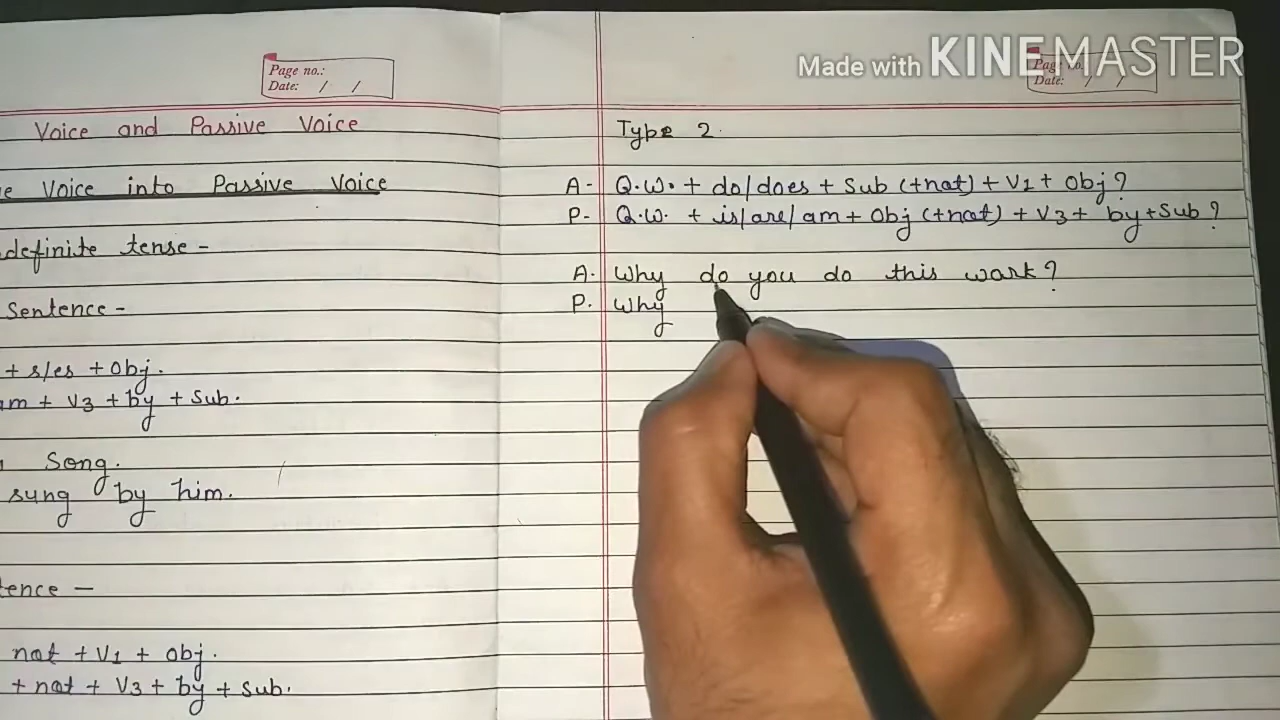 Made with KINEMASTER
Page no.:
Date: / /
Page no.:
Date: / /
Voice and Passive Voice
e Voice into Passive Voice
definite tense -
Sentence -
+ s/es + obj.
am + V3 + by + Sub.
Song.
sung by him.
tence -
not + V1 + obj.
+ not + V3 + by + Sub.
Type 2.
A- Q.W. + do/does + Sub (+not) + V1 + Obj?
P- Q.W. + is/are/am + Obj (+not) + V3 + by + Sub?
A. Why do you do this work?
P. Why